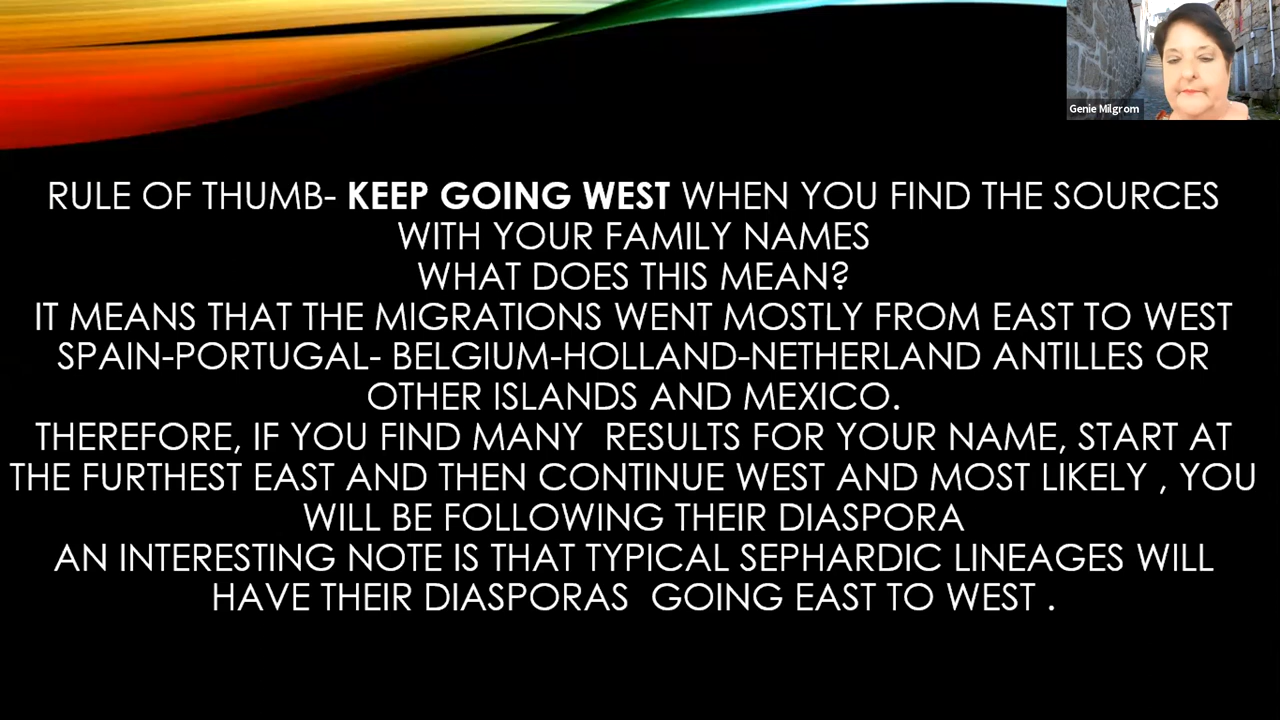 Genie Milgrom
RULE OF THUMB- KEEP GOING WEST WHEN YOU FIND THE SOURCES
WITH YOUR FAMILY NAMES
WHAT DOES THIS MEAN?
IT MEANS THAT THE MIGRATIONS WENT MOSTLY FROM EAST TO WEST
SPAIN-PORTUGAL- BELGIUM-HOLLAND-NETHERLAND ANTILLES OR
OTHER ISLANDS AND MEXICO.
THEREFORE, IF YOU FIND MANY  RESULTS FOR YOUR NAME, START AT
THE FURTHEST EAST AND THEN CONTINUE WEST AND MOST LIKELY , YOU
WILL BE FOLLOWING THEIR DIASPORA
AN INTERESTING NOTE IS THAT TYPICAL SEPHARDIC LINEAGES WILL
HAVE THEIR DIASPORAS  GOING EAST TO WEST .